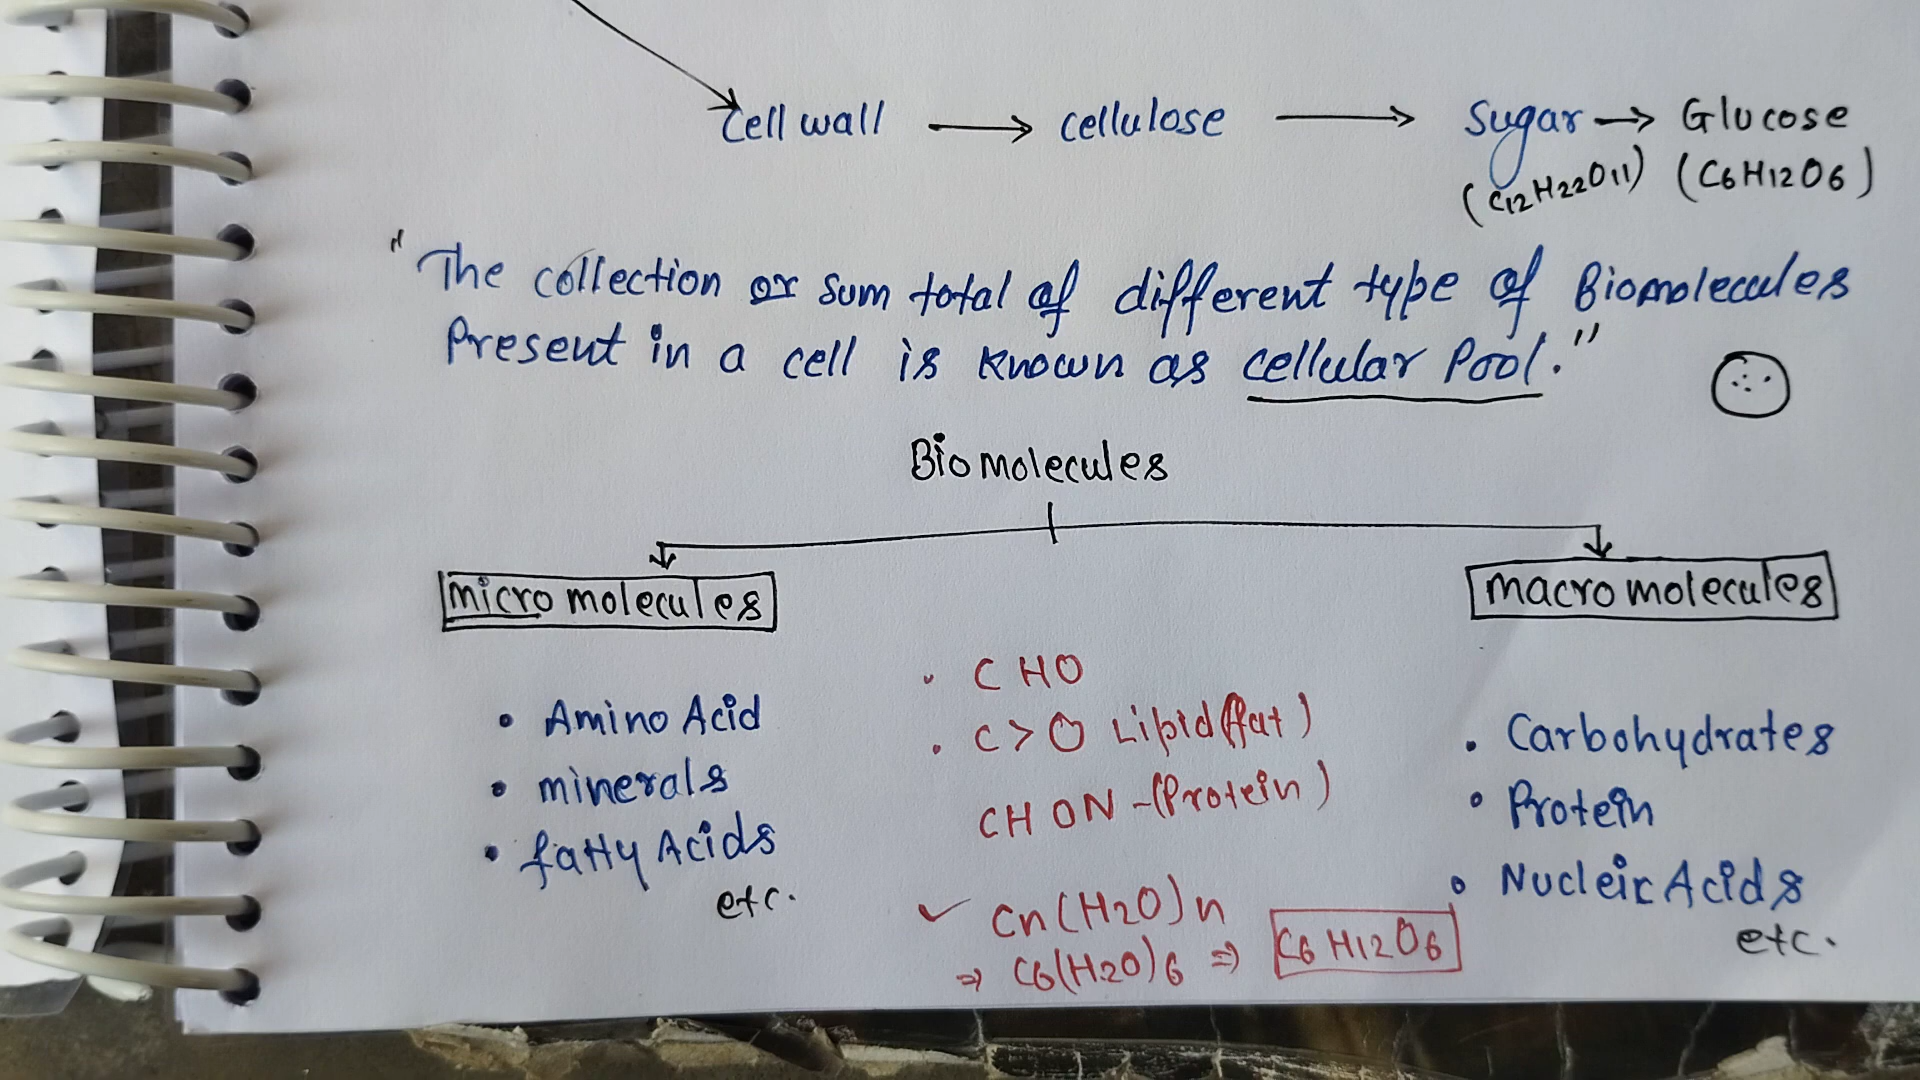 Cell wall → cellulose → Sugar → Glucose
(C12H22O11) (C6H12O6)
"The collection or sum total of different type of Biomolecules
Present in a cell is known as cellular Pool."
Biomolecules
micro molecules
macro molecules
• Amino Acid
• minerals
• fatty Acids
etc.
• CHO
• C>O Lipid (fat)
CHON - (Protein)
✓ Cn(H2O)n
⇒ C6(H2O)6 ⇒ C6H12O6
• Carbohydrates
• Protein
• Nucleic Acids
etc.